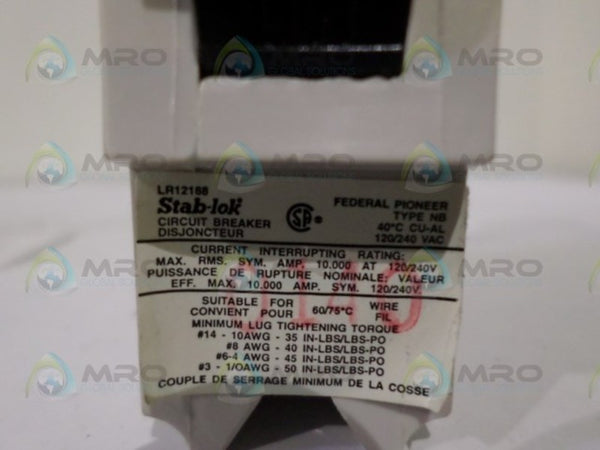 LR12188
Stab-lok
CIRCUIT BREAKER
DISJONCTEUR
SA ®
FEDERAL PIONEER
TYPE NB
40°C CU-AL
120/240 VAC
CURRENT INTERRUPTING RATING:
MAX. RMS. SYM. AMP. 10.000 AT 120/240V
PUISSANCE DE RUPTURE NOMINALE: VALEUR
EFF. MAX. 10.000 AMP. SYM. 120/240V.
SUITABLE FOR 60/75°C WIRE
CONVIENT POUR FIL
MINIMUM LUG TIGHTENING TORQUE
#14 - 10AWG - 35 IN-LBS/LBS-PO
#8 AWG - 40 IN-LBS/LBS-PO
#6-4 AWG - 45 IN-LBS/LBS-PO
#3 - 1/0AWG - 50 IN-LBS/LBS-PO
COUPLE DE SERRAGE MINIMUM DE LA COSSE
MRO
GLOBAL SOLUTIONS